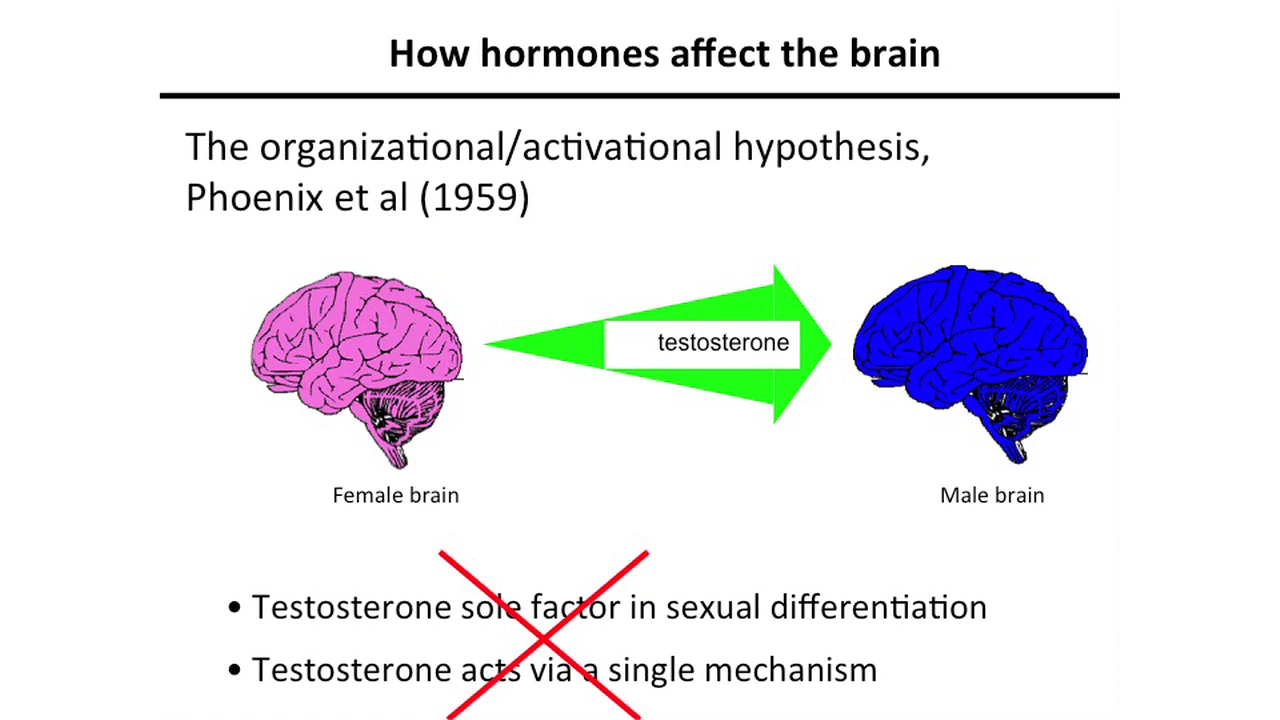 How hormones affect the brain
The organizational/activational hypothesis,
Phoenix et al (1959)
testosterone
Female brain
Male brain
• Testosterone sole factor in sexual differentiation
• Testosterone acts via a single mechanism